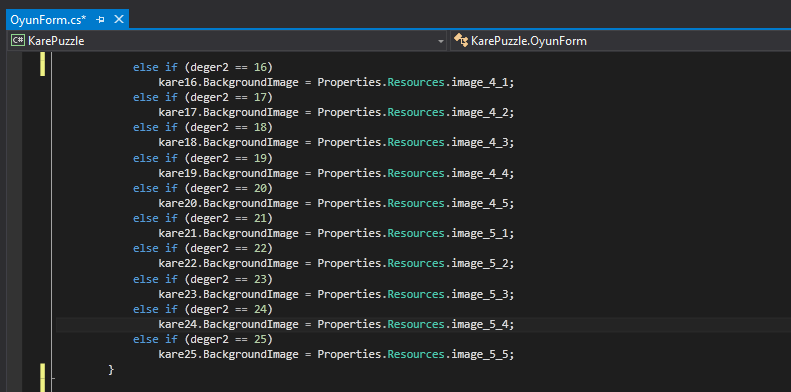 OyunForm.cs*
C# KarePuzzle KarePuzzle.OyunForm
else if (deger2 == 16)
kare16.BackgroundImage = Properties.Resources.image_4_1;
else if (deger2 == 17)
kare17.BackgroundImage = Properties.Resources.image_4_2;
else if (deger2 == 18)
kare18.BackgroundImage = Properties.Resources.image_4_3;
else if (deger2 == 19)
kare19.BackgroundImage = Properties.Resources.image_4_4;
else if (deger2 == 20)
kare20.BackgroundImage = Properties.Resources.image_4_5;
else if (deger2 == 21)
kare21.BackgroundImage = Properties.Resources.image_5_1;
else if (deger2 == 22)
kare22.BackgroundImage = Properties.Resources.image_5_2;
else if (deger2 == 23)
kare23.BackgroundImage = Properties.Resources.image_5_3;
else if (deger2 == 24)
kare24.BackgroundImage = Properties.Resources.image_5_4;
else if (deger2 == 25)
kare25.BackgroundImage = Properties.Resources.image_5_5;
}